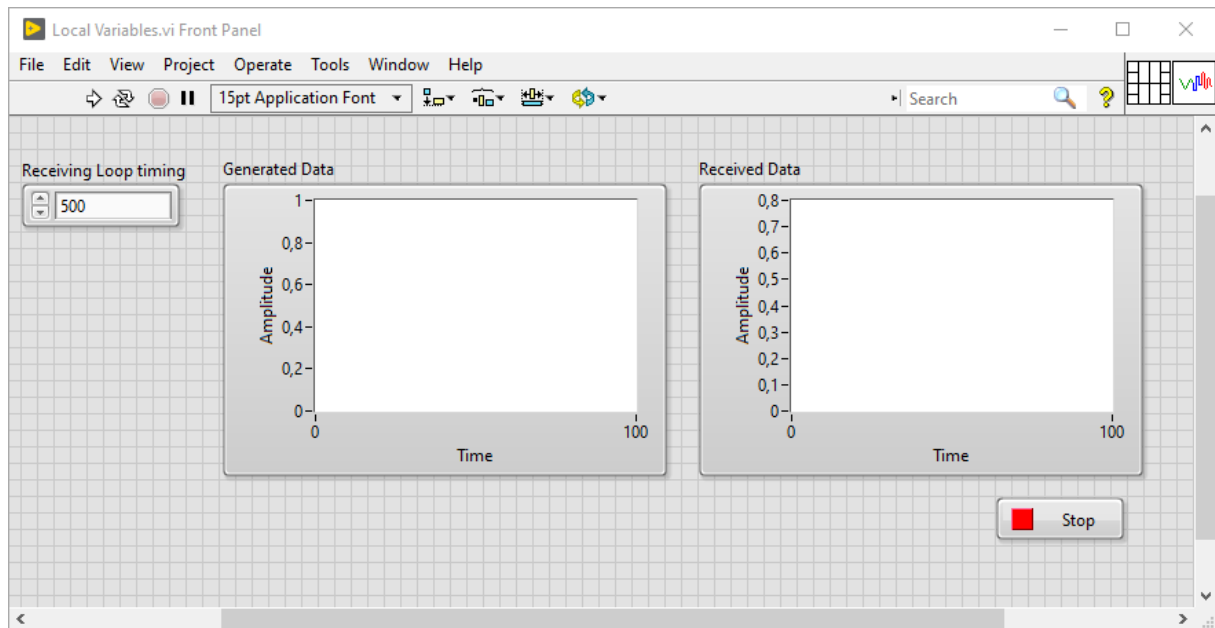 Local Variables.vi Front Panel
File Edit View Project Operate Tools Window Help
15pt Application Font
Search
Receiving Loop timing
500
Generated Data
1
0,8
0,6
0,4
0,2
0
Amplitude
0
100
Time
Received Data
0,8
0,7
0,6
0,5
0,4
0,3
0,2
0,1
0
Amplitude
0
100
Time
Stop